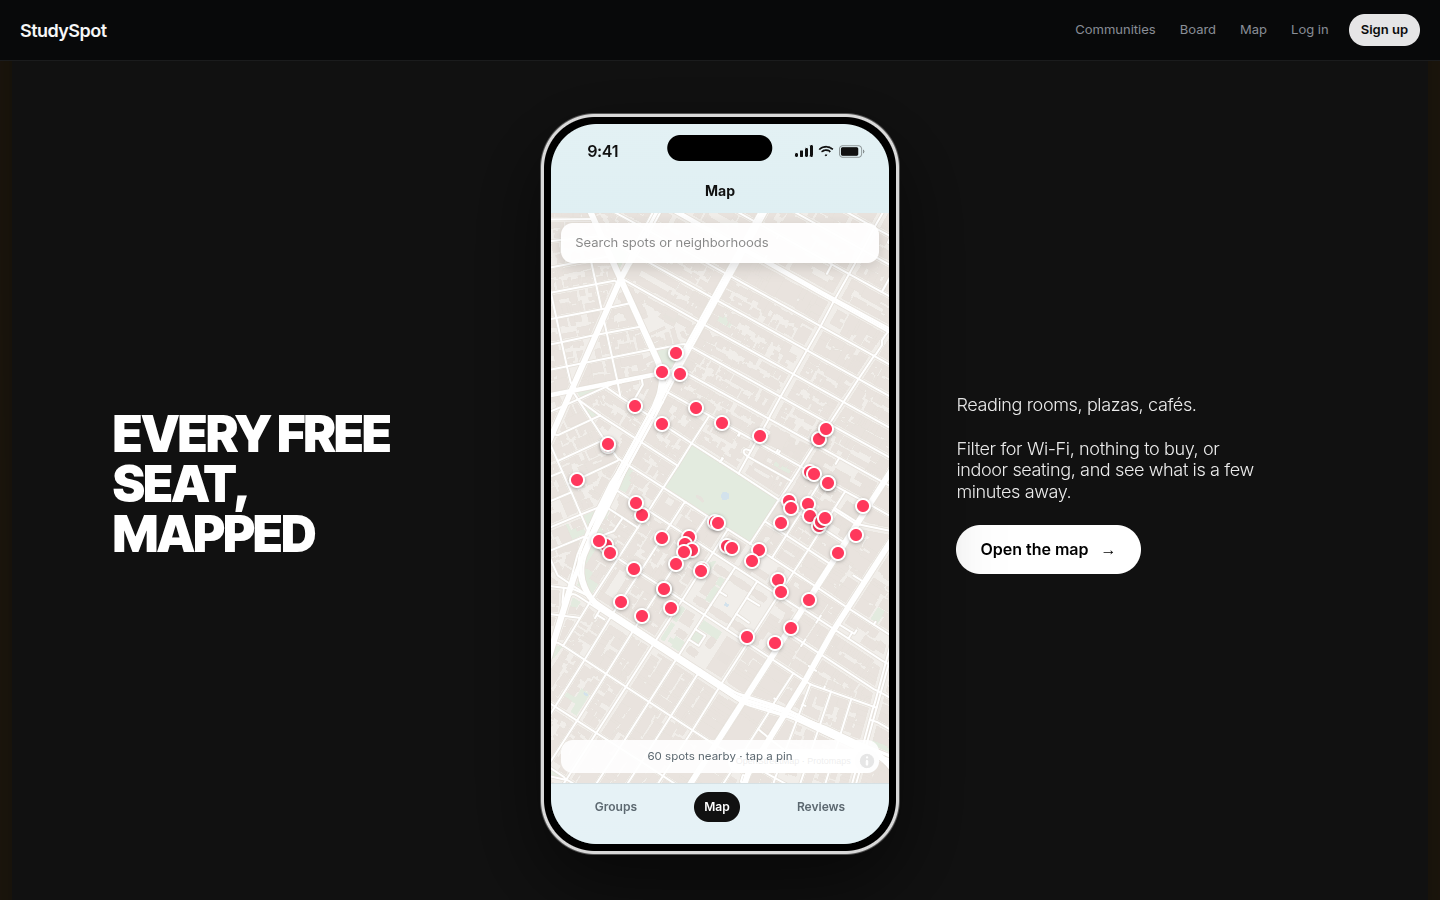 StudySpot
Communities
Board
Map
Log in
Sign up
9:41
Map
Search spots or neighborhoods
EVERY FREE
SEAT,
MAPPED
Reading rooms, plazas, cafés.
Filter for Wi-Fi, nothing to buy, or
indoor seating, and see what is a few
minutes away.
Open the map →
60 spots nearby · tap a pin
Protomaps
Groups
Map
Reviews